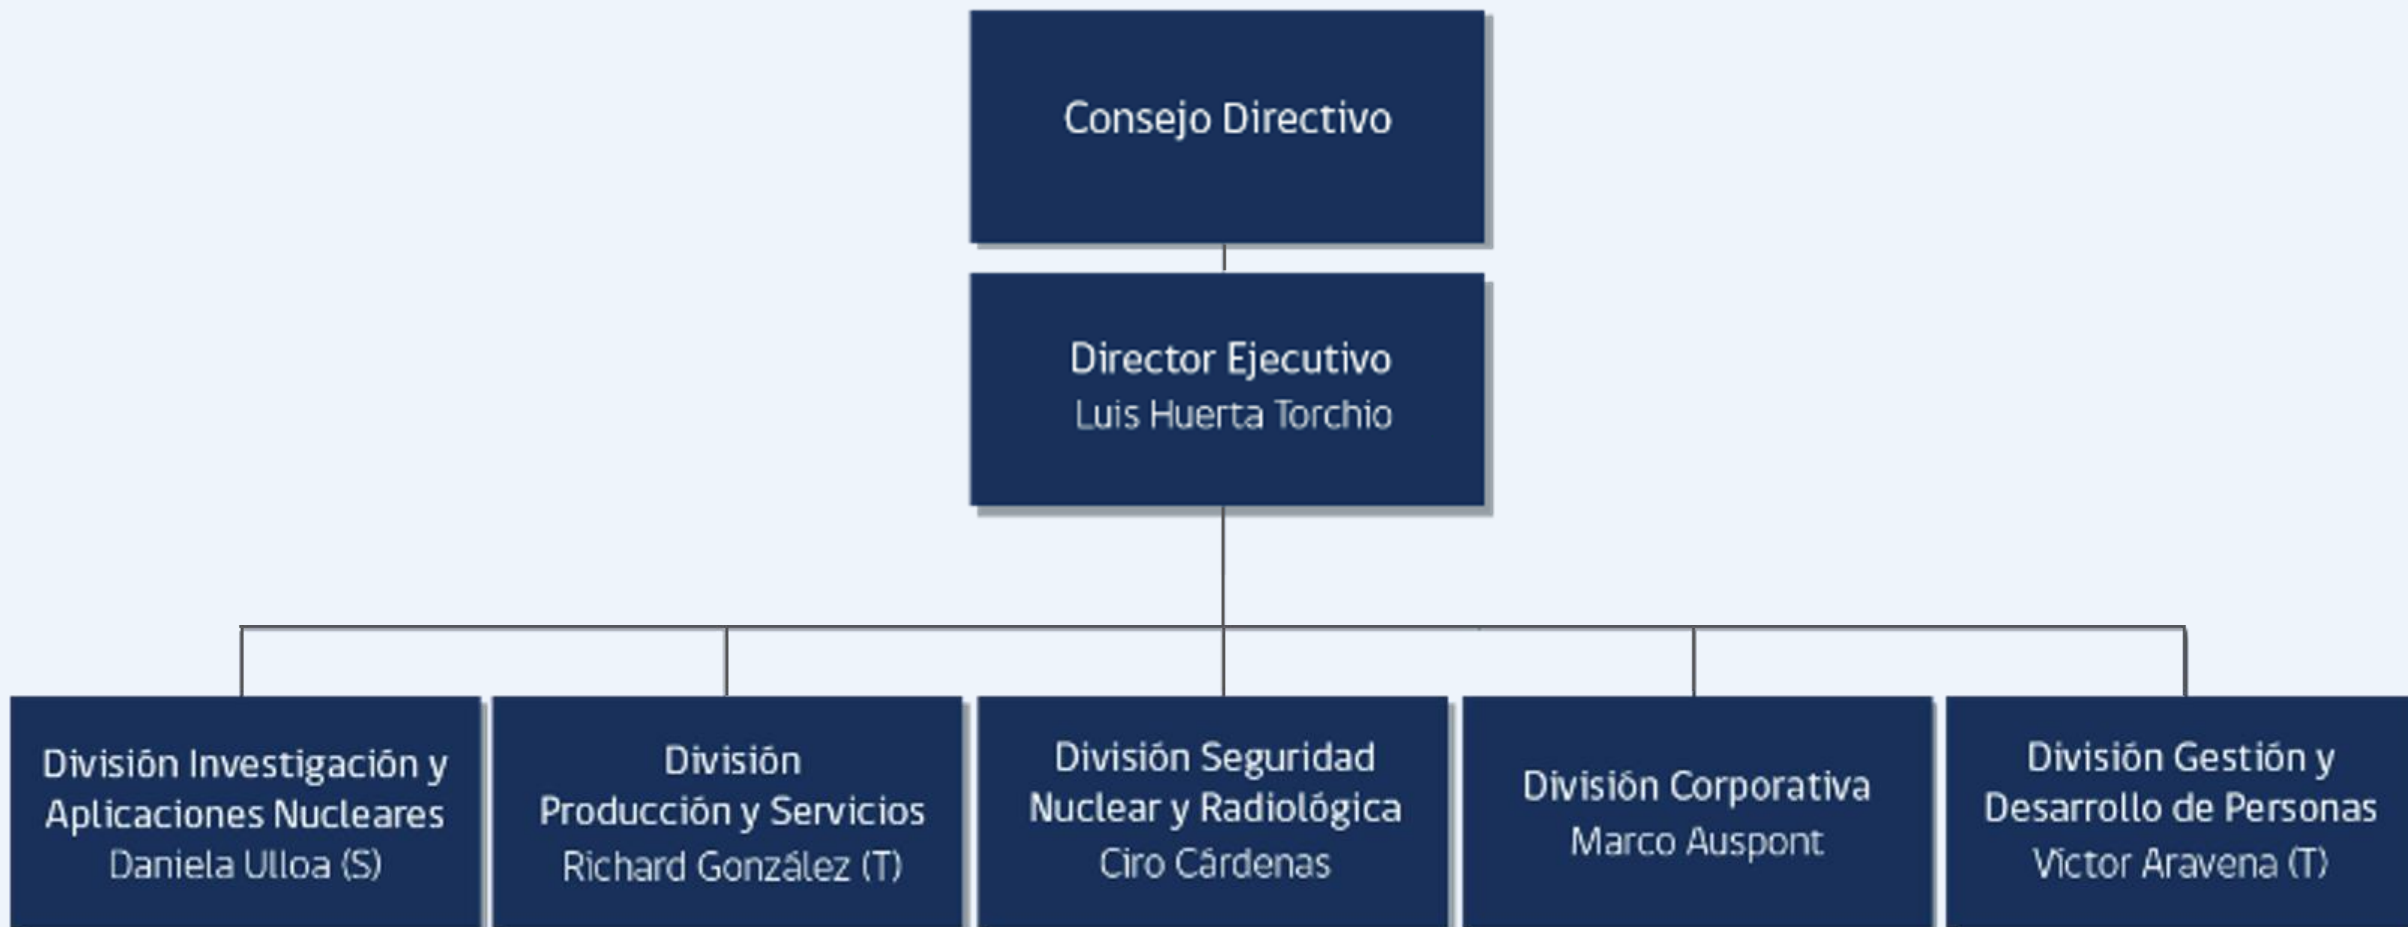 Consejo Directivo
Director Ejecutivo
Luis Huerta Torchio
División Investigación y
Aplicaciones Nucleares
Daniela Ulloa (S)
División
Producción y Servicios
Richard González (T)
División Seguridad
Nuclear y Radiológica
Ciro Cárdenas
División Corporativa
Marco Auspont
División Gestión y
Desarrollo de Personas
Víctor Aravena (T)